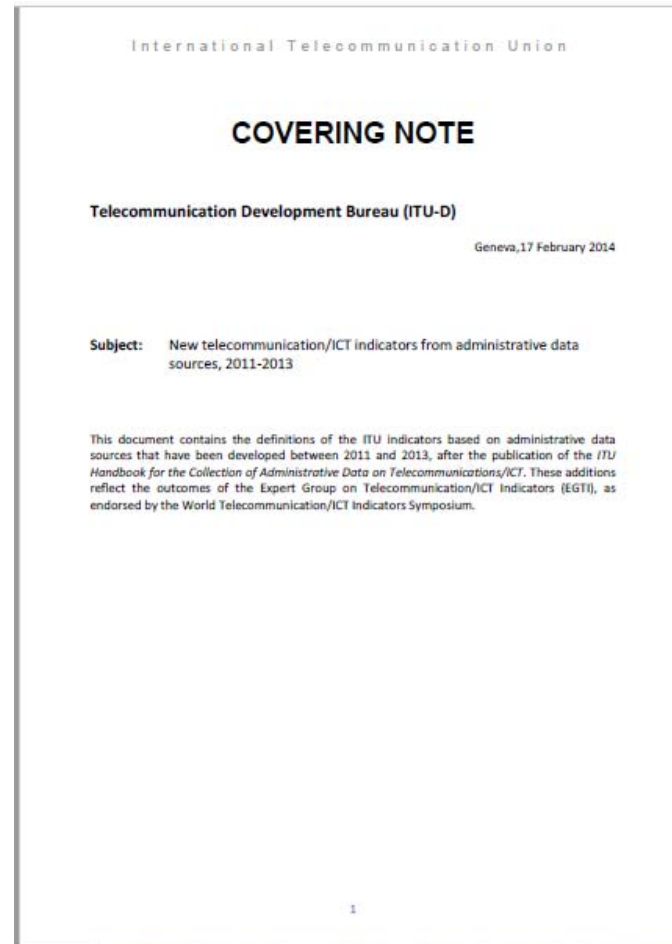 International Telecommunication Union
COVERING NOTE
Telecommunication Development Bureau (ITU-D)
Geneva,17 February 2014
Subject: New telecommunication/ICT indicators from administrative data
sources, 2011-2013
This document contains the definitions of the ITU indicators based on administrative data
sources that have been developed between 2011 and 2013, after the publication of the ITU
Handbook for the Collection of Administrative Data on Telecommunications/ICT. These additions
reflect the outcomes of the Expert Group on Telecommunication/ICT Indicators (EGTI), as
endorsed by the World Telecommunication/ICT Indicators Symposium.
1